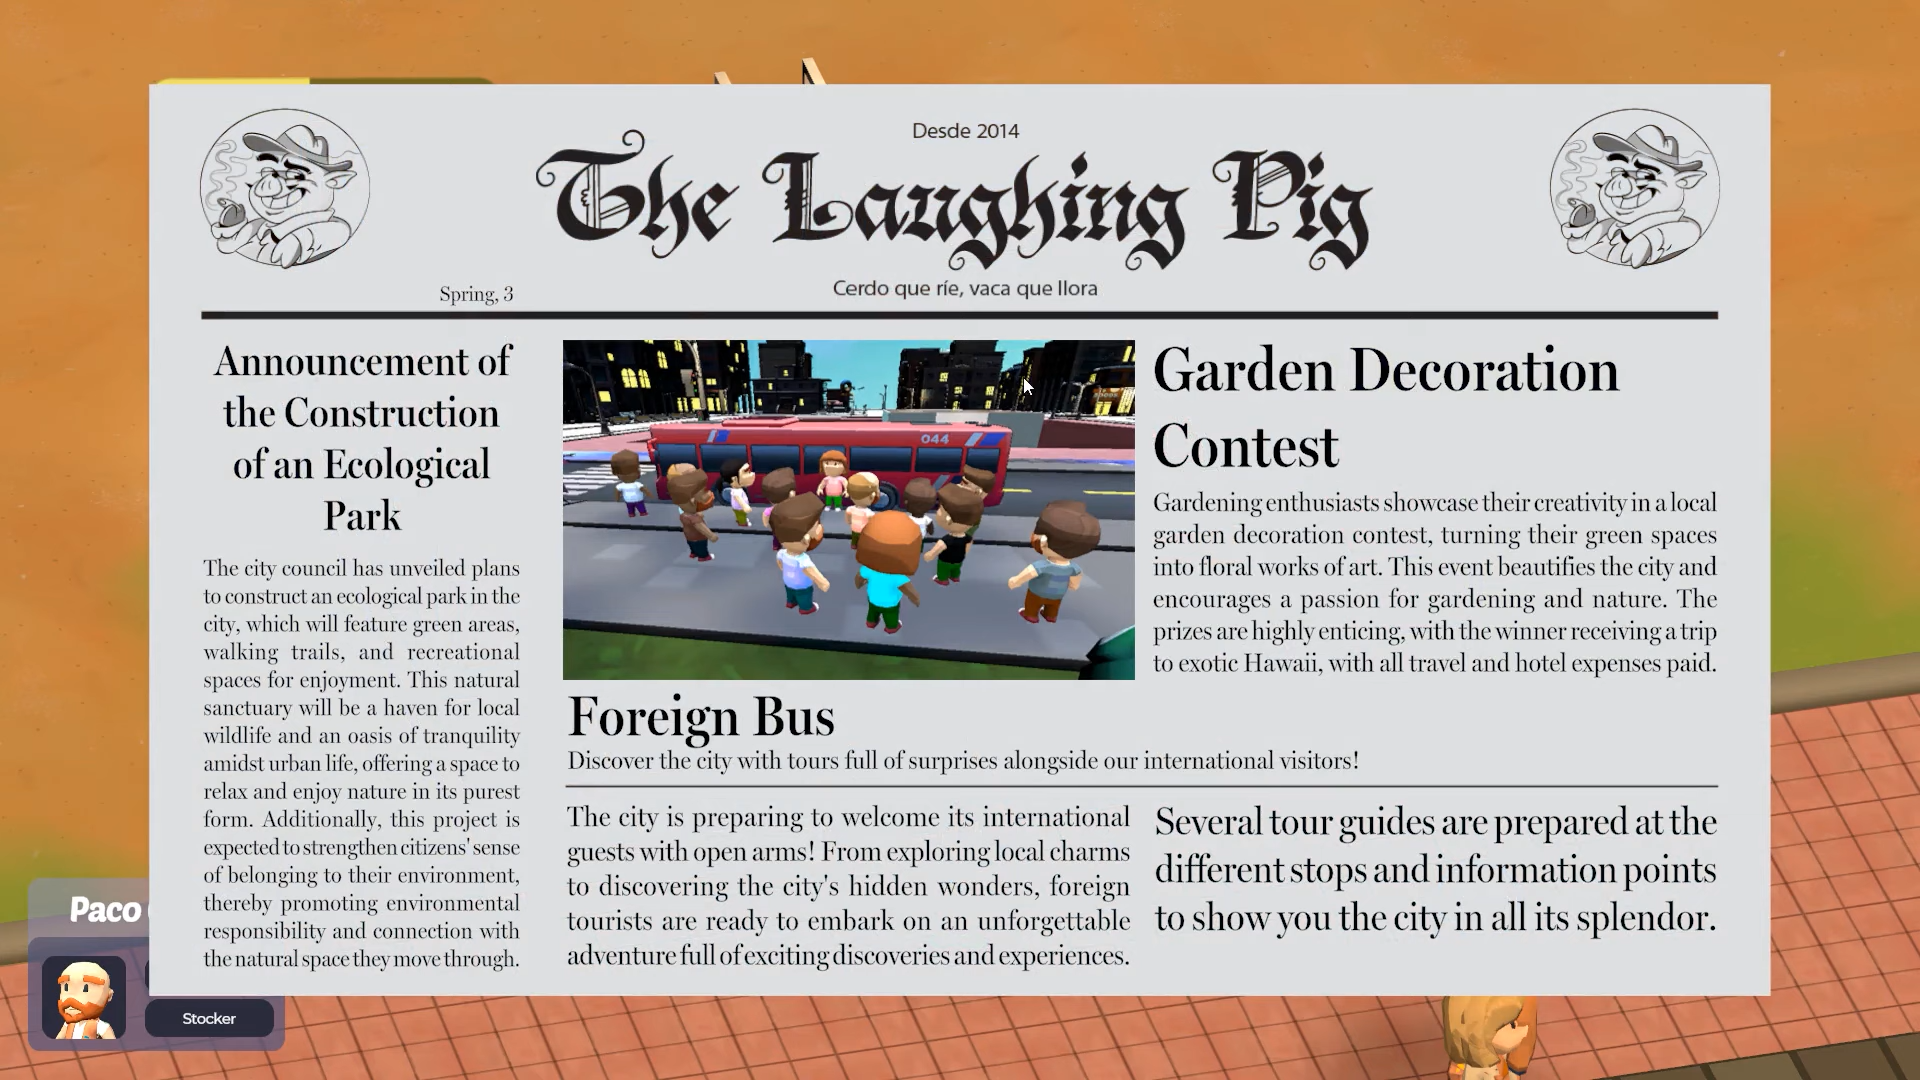 Desde 2014
The Laughing Pig
Cerdo que ríe, vaca que llora
Spring, 3
Announcement of
the Construction
of an Ecological
Park
The city council has unveiled plans
to construct an ecological park in the
city, which will feature green areas,
walking trails, and recreational
spaces for enjoyment. This natural
sanctuary will be a haven for local
wildlife and an oasis of tranquility
amidst urban life, offering a space to
relax and enjoy nature in its purest
form. Additionally, this project is
expected to strengthen citizens' sense
of belonging to their environment,
thereby promoting environmental
responsibility and connection with
the natural space they move through.
044
Foreign Bus
Discover the city with tours full of surprises alongside our international visitors!
The city is preparing to welcome its international
guests with open arms! From exploring local charms
to discovering the city's hidden wonders, foreign
tourists are ready to embark on an unforgettable
adventure full of exciting discoveries and experiences.
Garden Decoration
Contest
Gardening enthusiasts showcase their creativity in a local
garden decoration contest, turning their green spaces
into floral works of art. This event beautifies the city and
encourages a passion for gardening and nature. The
prizes are highly enticing, with the winner receiving a trip
to exotic Hawaii, with all travel and hotel expenses paid.
Several tour guides are prepared at the
different stops and information points
to show you the city in all its splendor.
Paco
Stocker